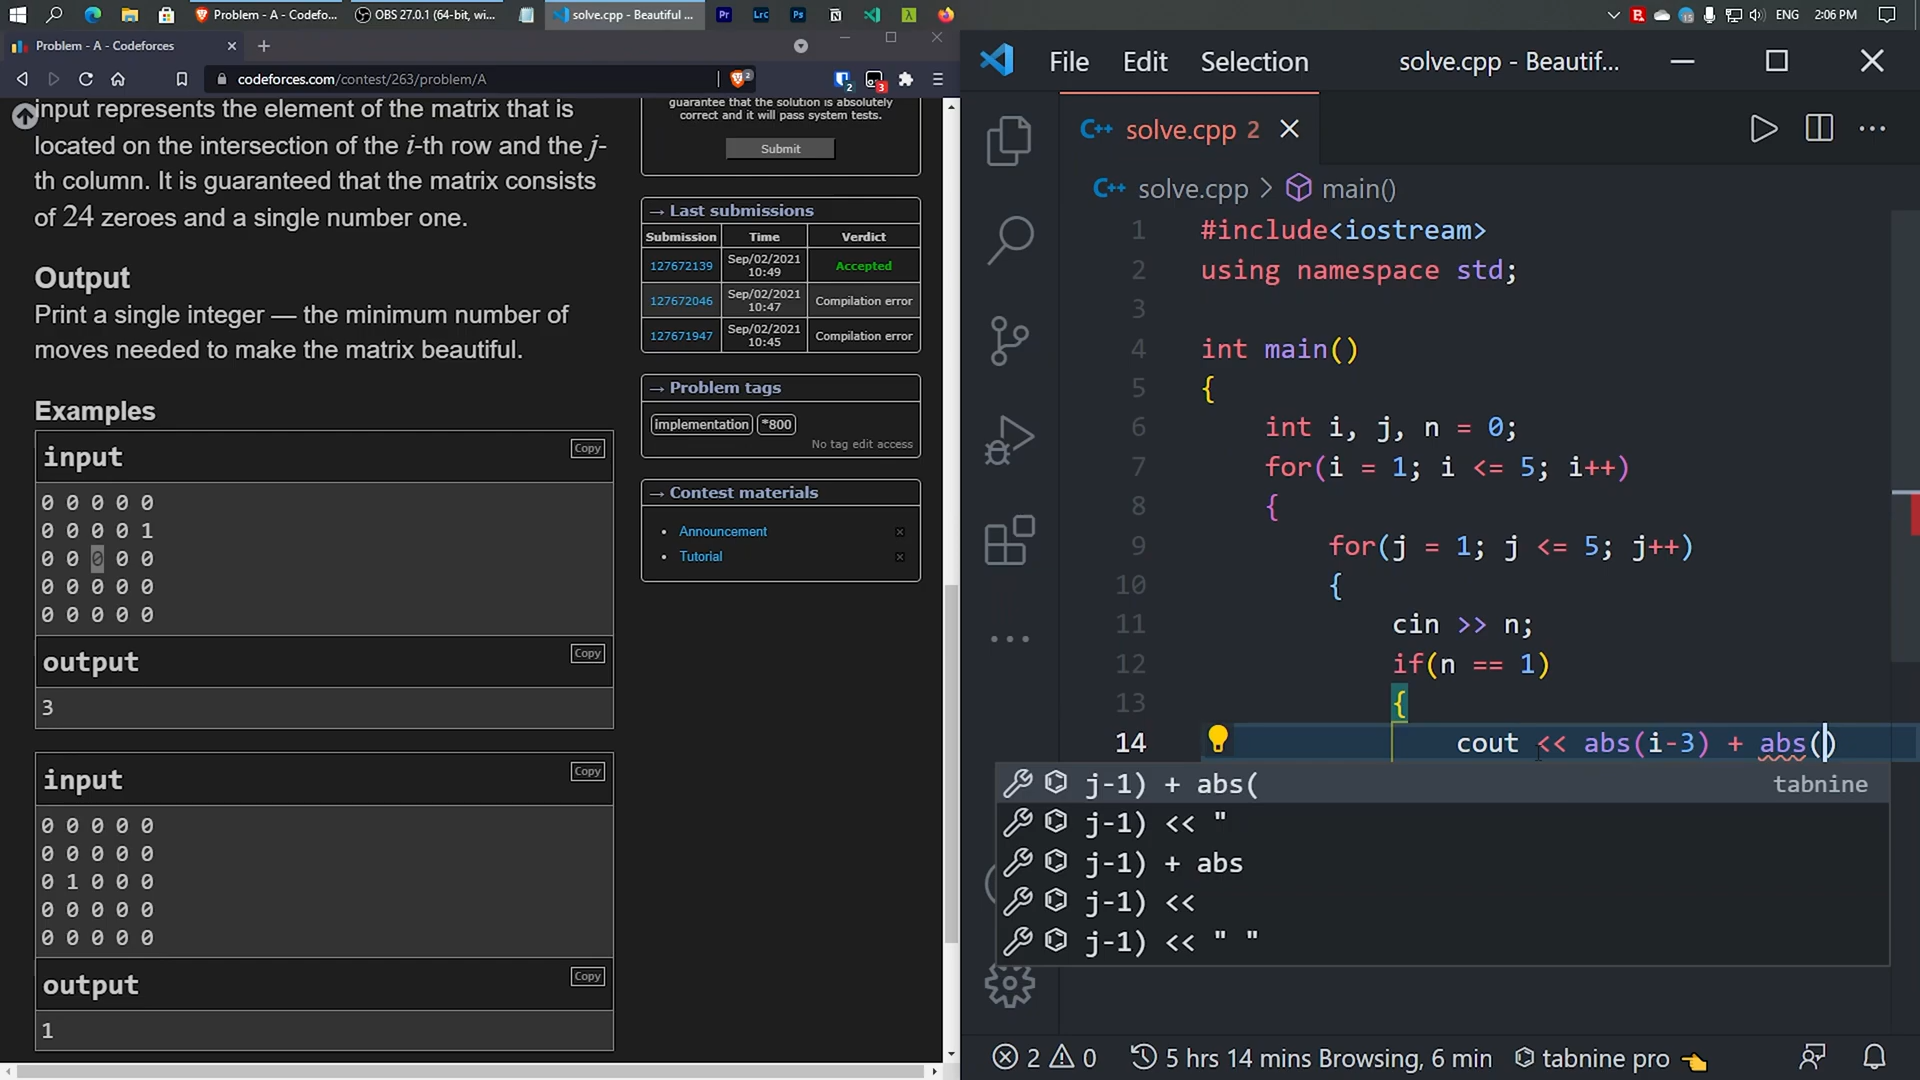 Problem - A - Codefo...
OBS 27.0.1 (64-bit, wi...
solve.cpp - Beautiful ...
Pr
Lrc
Ps
ENG
2:06 PM
Problem - A - Codeforces
codeforces.com/contest/263/problem/A
2
2
3
input represents the element of the matrix that is
located on the intersection of the i-th row and the j-
th column. It is guaranteed that the matrix consists
of 24 zeroes and a single number one.
Output
Print a single integer — the minimum number of
moves needed to make the matrix beautiful.
Examples
input
Copy
0 0 0 0 0
0 0 0 0 1
0 0 0 0 0
0 0 0 0 0
0 0 0 0 0
output
Copy
3
input
Copy
0 0 0 0 0
0 0 0 0 0
0 1 0 0 0
0 0 0 0 0
0 0 0 0 0
output
Copy
1
guarantee that the solution is absolutely
correct and it will pass system tests.
Submit
→ Last submissions
Submission Time Verdict
127672139 Sep/02/2021 10:49 Accepted
127672046 Sep/02/2021 10:47 Compilation error
127671947 Sep/02/2021 10:45 Compilation error
→ Problem tags
implementation *800
No tag edit access
→ Contest materials
• Announcement
• Tutorial
File Edit Selection solve.cpp - Beautif...
C++ solve.cpp 2
C++ solve.cpp > main()
1 #include<iostream>
2 using namespace std;
3
4 int main()
5 {
6 int i, j, n = 0;
7 for(i = 1; i <= 5; i++)
8 {
9 for(j = 1; j <= 5; j++)
10 {
11 cin >> n;
12 if(n == 1)
13 {
14 cout << abs(i-3) + abs()
j-1) + abs( tabnine
j-1) << "
j-1) + abs
j-1) <<
j-1) << " "
2 0 5 hrs 14 mins Browsing, 6 min tabnine pro